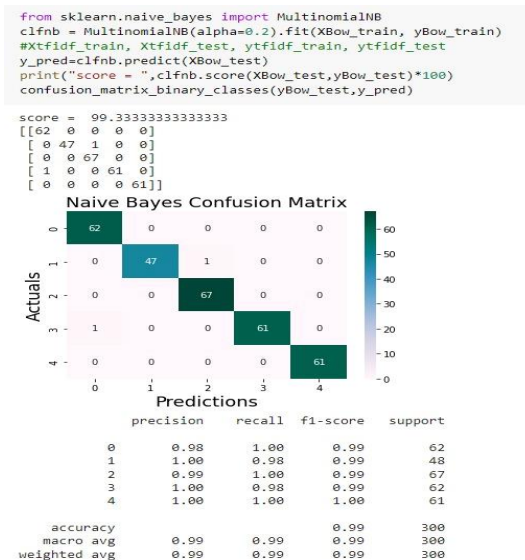 from sklearn.naive_bayes import MultinomialNB
clfnb = MultinomialNB(alpha=0.2).fit(XBow_train, yBow_train)
#Xtfidf_train, Xtfidf_test, ytfidf_train, ytfidf_test
y_pred=clfnb.predict(XBow_test)
print("score = ",clfnb.score(XBow_test,yBow_test)*100)
confusion_matrix_binary_classes(yBow_test,y_pred)
score =  99.33333333333333
[[62  0  0  0  0]
 [ 0 47  1  0  0]
 [ 0  0 67  0  0]
 [ 1  0  0 61  0]
 [ 0  0  0  0 61]]
Naive Bayes Confusion Matrix
0 62 0 0 0 0
1 0 47 1 0 0
2 0 0 67 0 0
3 1 0 0 61 0
4 0 0 0 0 61
0 1 2 3 4
Actuals
Predictions
60
50
40
30
20
10
0
precision recall f1-score support
0 0.98 1.00 0.99 62
1 1.00 0.98 0.99 48
2 0.99 1.00 0.99 67
3 1.00 0.98 0.99 62
4 1.00 1.00 1.00 61
accuracy 0.99 300
macro avg 0.99 0.99 0.99 300
weighted avg 0.99 0.99 0.99 300